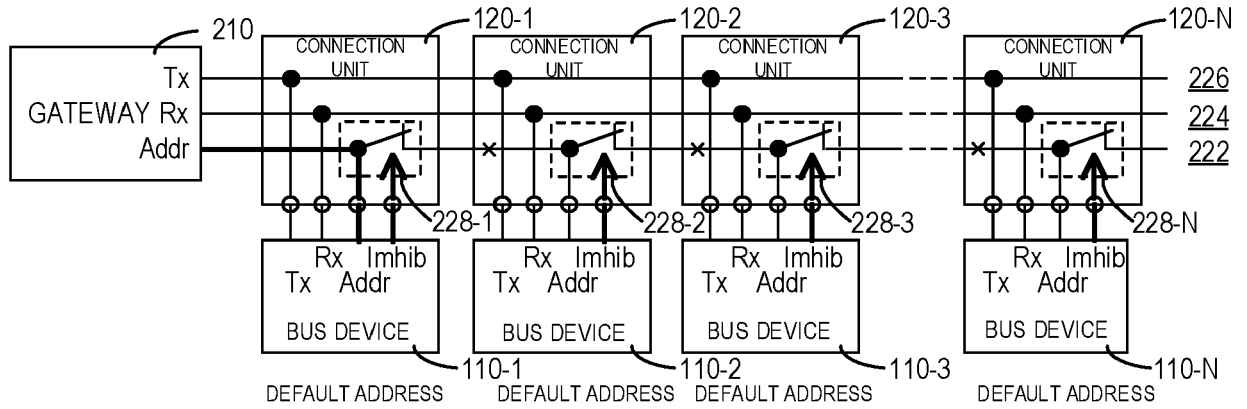 210
120-1
120-2
120-3
120-N
CONNECTION UNIT
CONNECTION UNIT
CONNECTION UNIT
CONNECTION UNIT
Tx
226
GATEWAY Rx
224
Addr
222
228-1
228-2
228-3
228-N
Rx Imhib
Rx Imhib
Rx Imhib
Rx Imhib
Tx Addr
Tx Addr
Tx Addr
Tx Addr
BUS DEVICE
BUS DEVICE
BUS DEVICE
BUS DEVICE
110-1
110-2
110-3
110-N
DEFAULT ADDRESS
DEFAULT ADDRESS
DEFAULT ADDRESS
DEFAULT ADDRESS